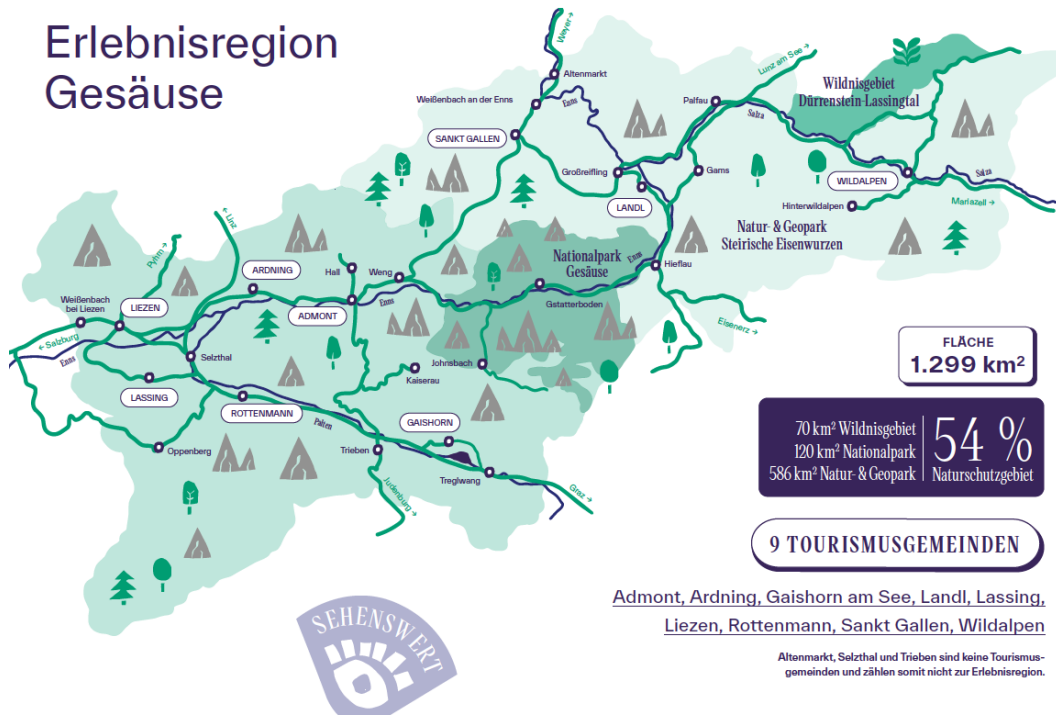 Erlebnisregion
Gesäuse
Weyer →
Altenmarkt
Weißenbach an der Enns
Enns
SANKT GALLEN
Großreifling
LANDL
Palfau
Lunz am See →
Wildnisgebiet
Dürrenstein-Lassingtal
Salza
Gams
WILDALPEN
Salza
Hinterwildalpen
Mariazell →
Natur- & Geopark
Steirische Eisenwurzen
← Linz
Pyhrn →
ARDNING
Hall
Weng
Nationalpark
Gesäuse
Enns
Hieflau
Weißenbach
bei Liezen
LIEZEN
ADMONT
Enns
Gstatterboden
Eisenerz →
← Salzburg
Enns
Selzthal
Johnsbach
Kaiserau
LASSING
ROTTENMANN
Palten
GAISHORN
Oppenberg
Trieben
Treglwang
Judenburg →
Graz →
FLÄCHE
1.299 km²
70 km² Wildnisgebiet
120 km² Nationalpark
586 km² Natur- & Geopark
54 %
Naturschutzgebiet
9 TOURISMUSGEMEINDEN
Admont, Ardning, Gaishorn am See, Landl, Lassing,
Liezen, Rottenmann, Sankt Gallen, Wildalpen
Altenmarkt, Selzthal und Trieben sind keine Tourismus-
gemeinden und zählen somit nicht zur Erlebnisregion.
SEHENSWERT